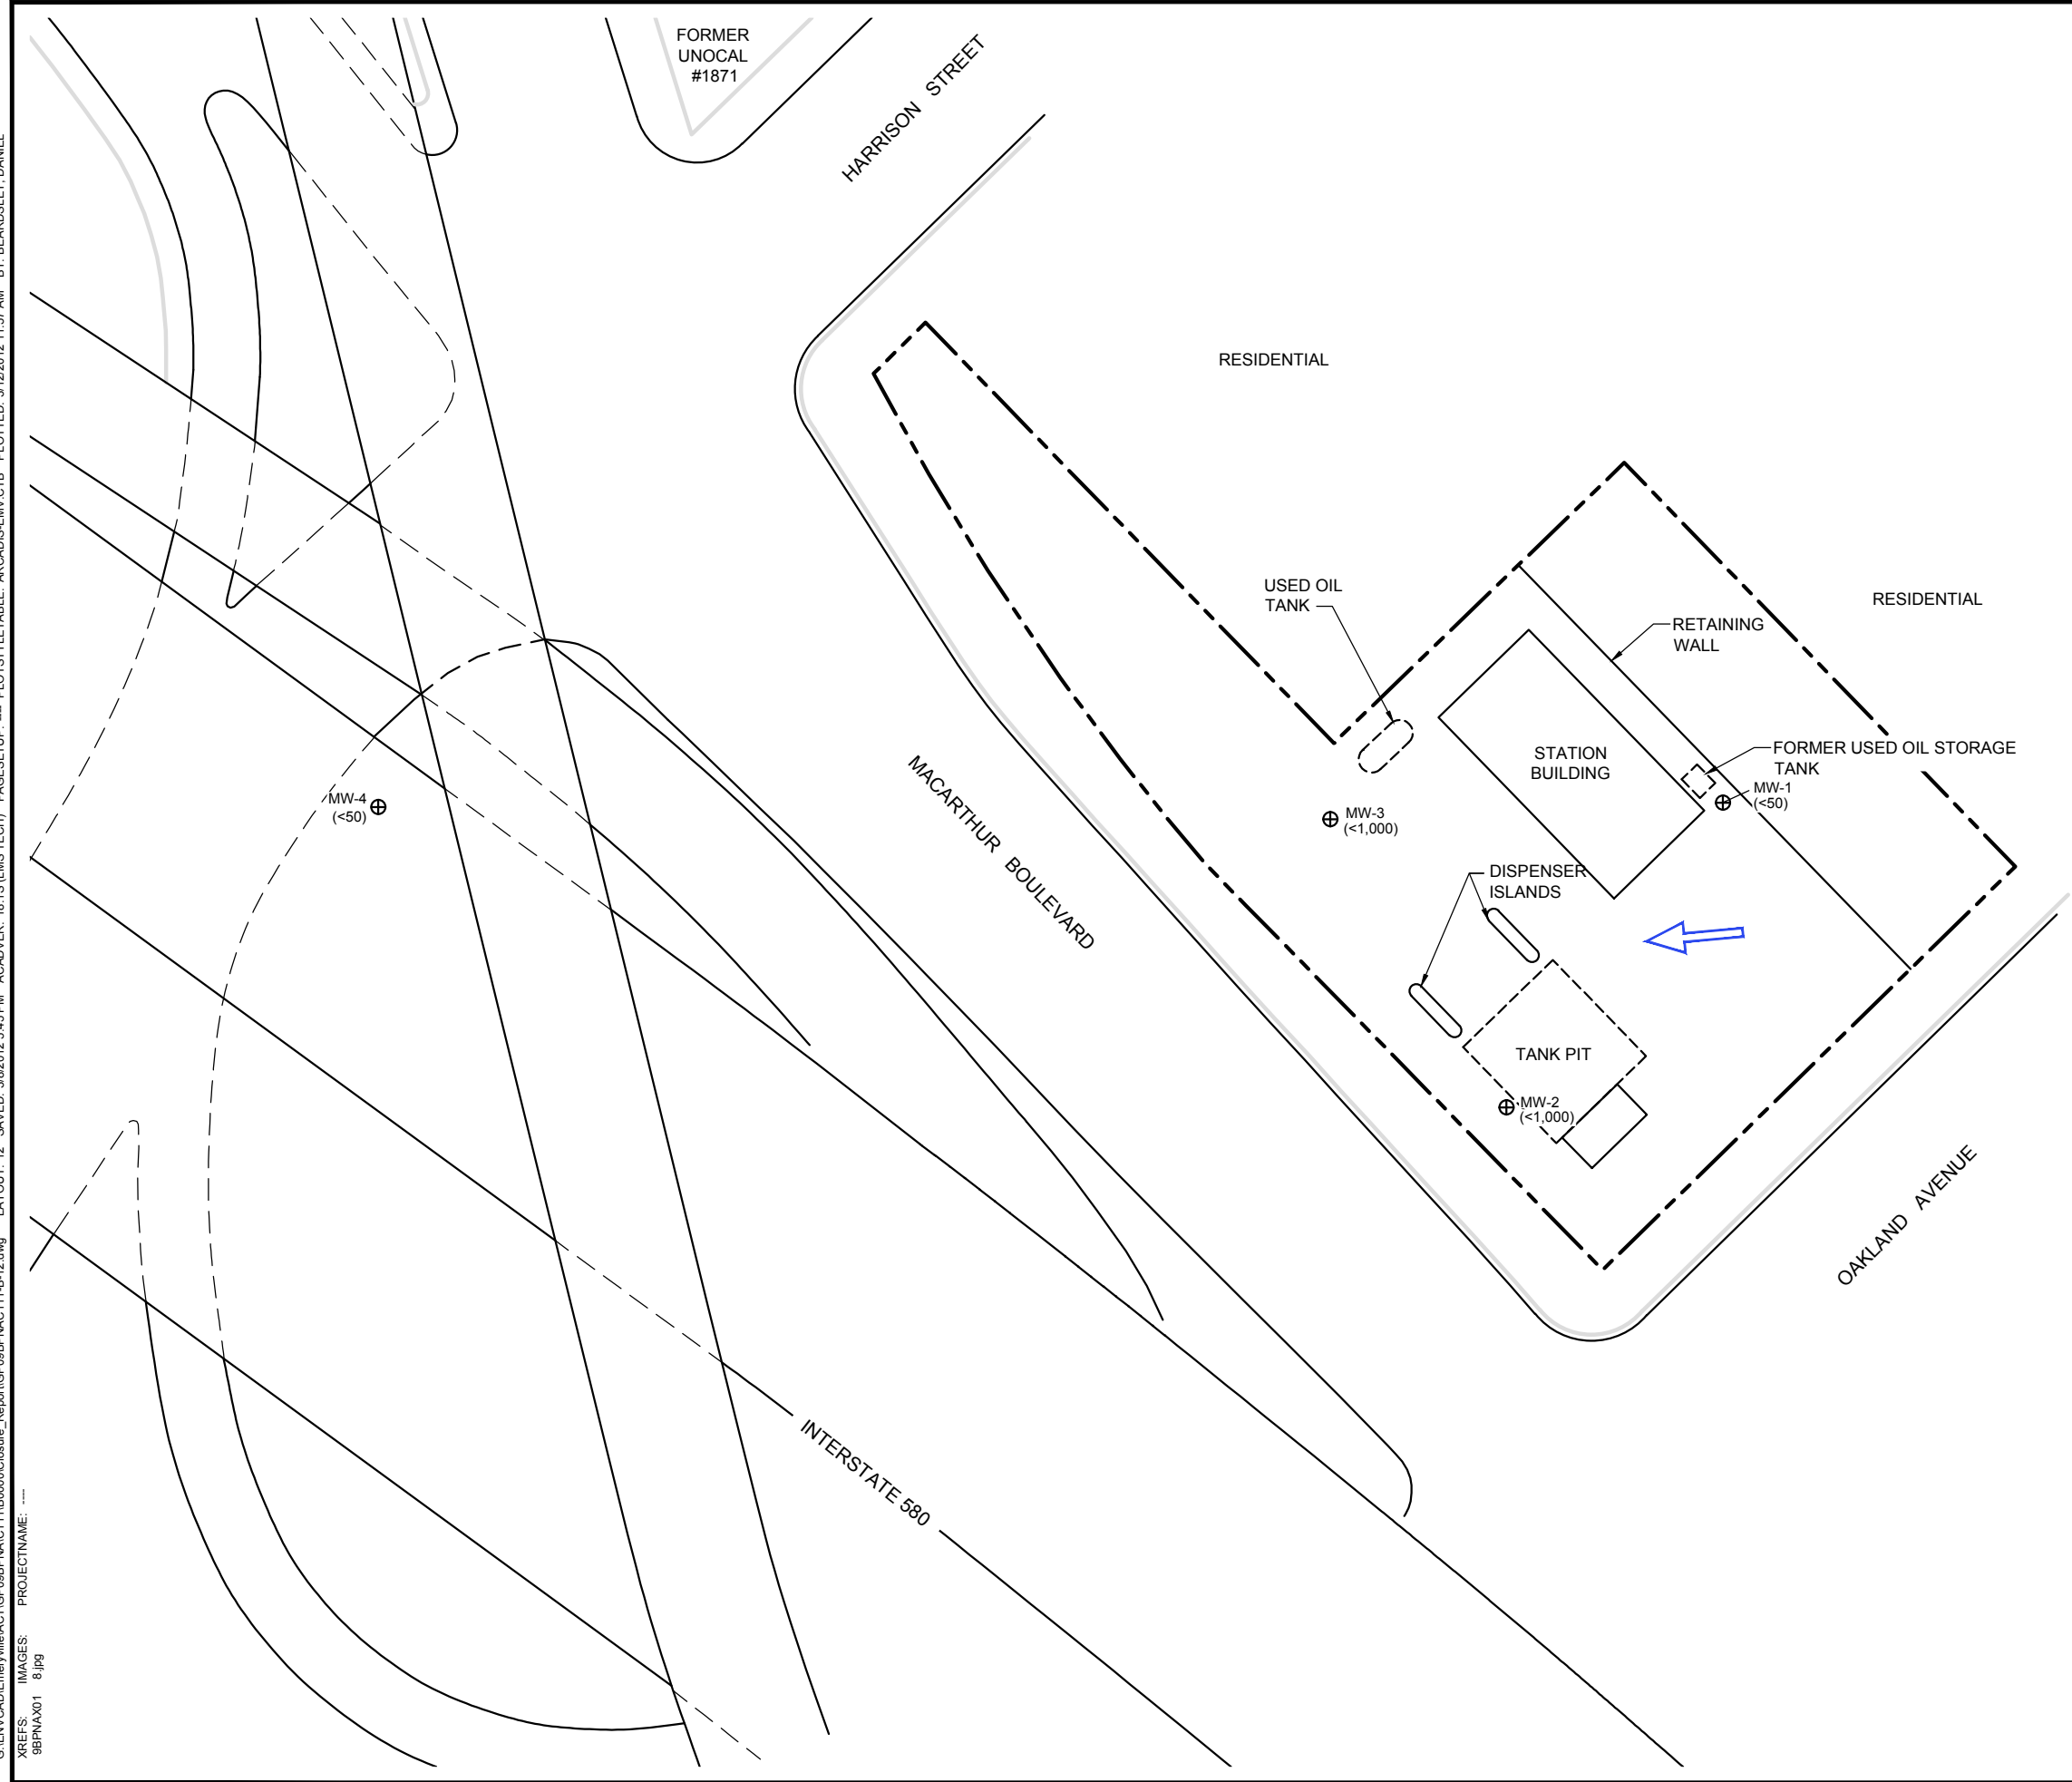 FORMER
UNOCAL
#1871
HARRISON STREET
RESIDENTIAL
USED OIL
TANK
RESIDENTIAL
RETAINING
WALL
STATION
BUILDING
FORMER USED OIL STORAGE
TANK
MW-1
(<50)
MW-4
(<50)
MW-3
(<1,000)
MACARTHUR BOULEVARD
DISPENSER
ISLANDS
TANK PIT
MW-2
(<1,000)
OAKLAND AVENUE
INTERSTATE 580
XREFS: IMAGES: PROJECTNAME: ----
9BPNAX01 8.jpg